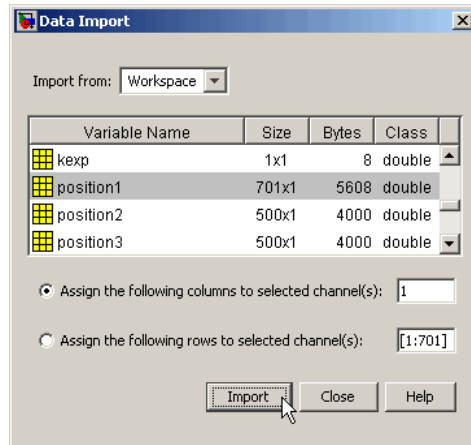 Data Import
Import from: Workspace
Variable Name Size Bytes Class
kexp 1x1 8 double
position1 701x1 5608 double
position2 500x1 4000 double
position3 500x1 4000 double
Assign the following columns to selected channel(s): 1
Assign the following rows to selected channel(s): [1:701]
Import Close Help